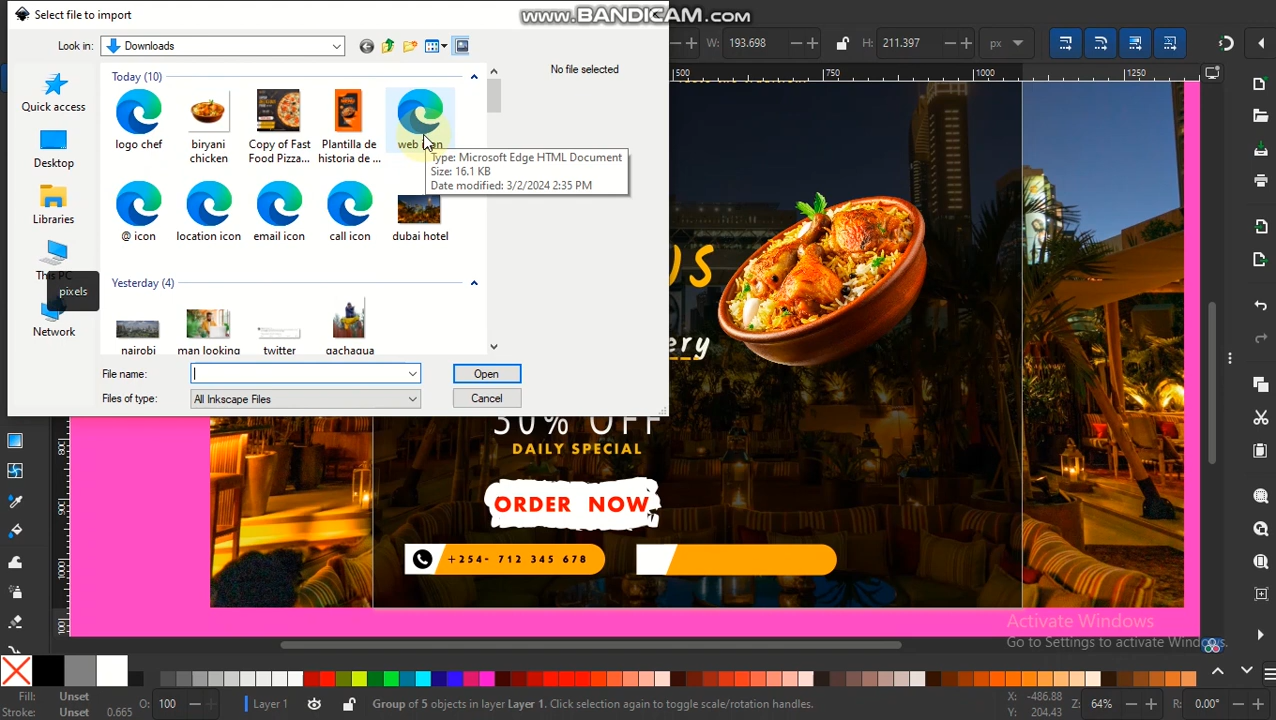 Select file to import
www.BANDICAM.com
Look in: Downloads
W: 193.698
H: 211.397
px
Today (10)
No file selected
Quick access
Desktop
Libraries
This PC
Network
pixels
logo chef
biryani chicken
Copy of Fast Food Pizza...
Plantilla de historia de ...
Type: Microsoft Edge HTML Document
Size: 16.1 KB
Date modified: 3/2/2024 2:35 PM
@ icon
location icon
email icon
call icon
dubai hotel
Yesterday (4)
nairobi
man looking
twitter
gachagua
File name:
Open
Files of type: All Inkscape Files
Cancel
500
750
1000
1250
30% OFF
DAILY SPECIAL
ORDER NOW
+254- 712 345 678
Activate Windows
Go to Settings to activate Windows.
Fill: Unset
Stroke: Unset 0.665
O: 100
Layer 1
Group of 5 objects in layer Layer 1. Click selection again to toggle scale/rotation handles.
X: -486.88
Y: 204.43
Z: 64%
R: 0.00°